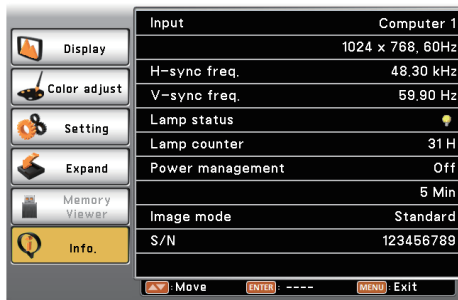 Display
Color adjust
Setting
Expand
Memory
Viewer
Info.
Input Computer 1
1024 x 768, 60Hz
H-sync freq. 48.30 kHz
V-sync freq. 59.90 Hz
Lamp status
Lamp counter 31 H
Power management Off
5 Min
Image mode Standard
S/N 123456789
▲▼ :Move ENTER : ---- MENU :Exit